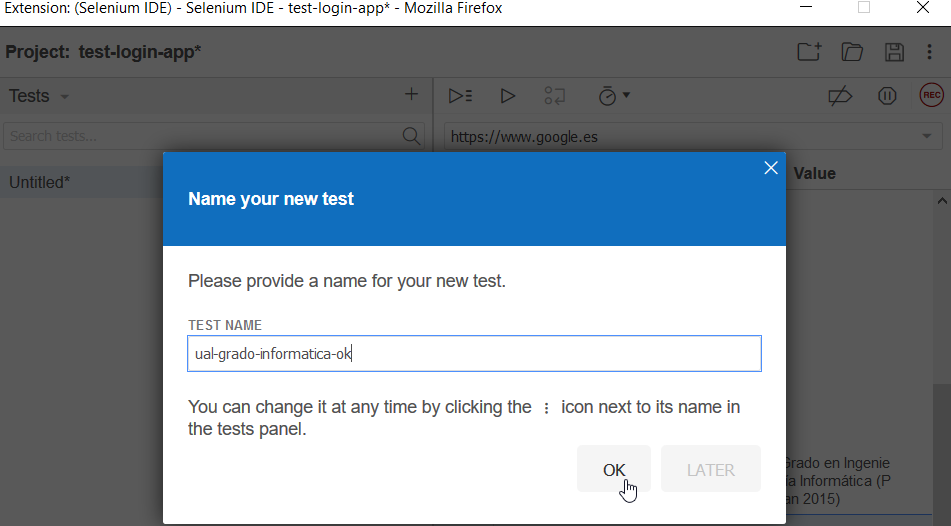 Extension: (Selenium IDE) - Selenium IDE - test-login-app* - Mozilla Firefox
Project: test-login-app*
Tests
REC
Search tests...
https://www.google.es
Untitled*
Value
Name your new test
Please provide a name for your new test.
TEST NAME
ual-grado-informatica-ok
You can change it at any time by clicking the ⋮ icon next to its name in
the tests panel.
OK
LATER
Grado en Ingenie
ía Informática (P
an 2015)